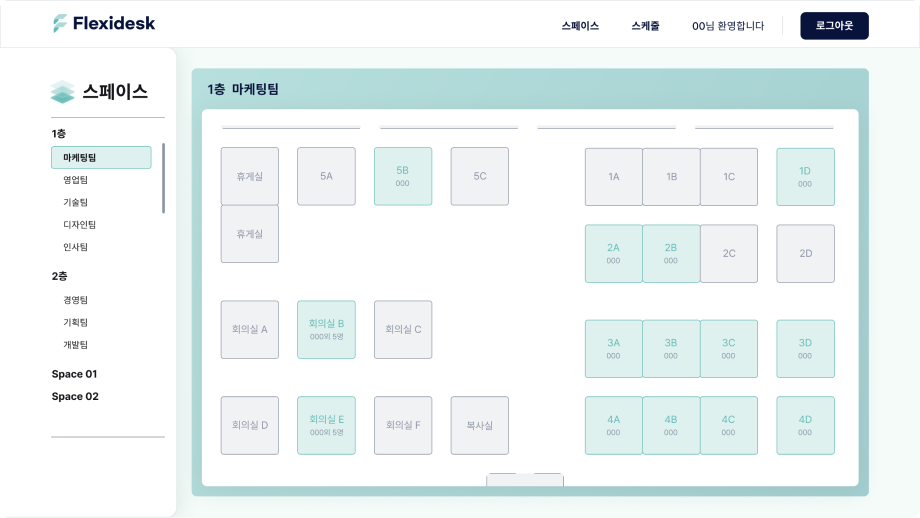 Flexidesk
스페이스
스케줄
00님 환영합니다
로그아웃
스페이스
1층
마케팅팀
영업팀
기술팀
디자인팀
인사팀
2층
경영팀
기획팀
개발팀
Space 01
Space 02
1층 마케팅팀
휴게실
5A
5B
000
5C
1A
1B
1C
1D
000
휴게실
2A
000
2B
000
2C
2D
회의실 A
회의실 B
000외 5명
회의실 C
3A
000
3B
000
3C
000
3D
000
회의실 D
회의실 E
000외 5명
회의실 F
복사실
4A
000
4B
000
4C
000
4D
000